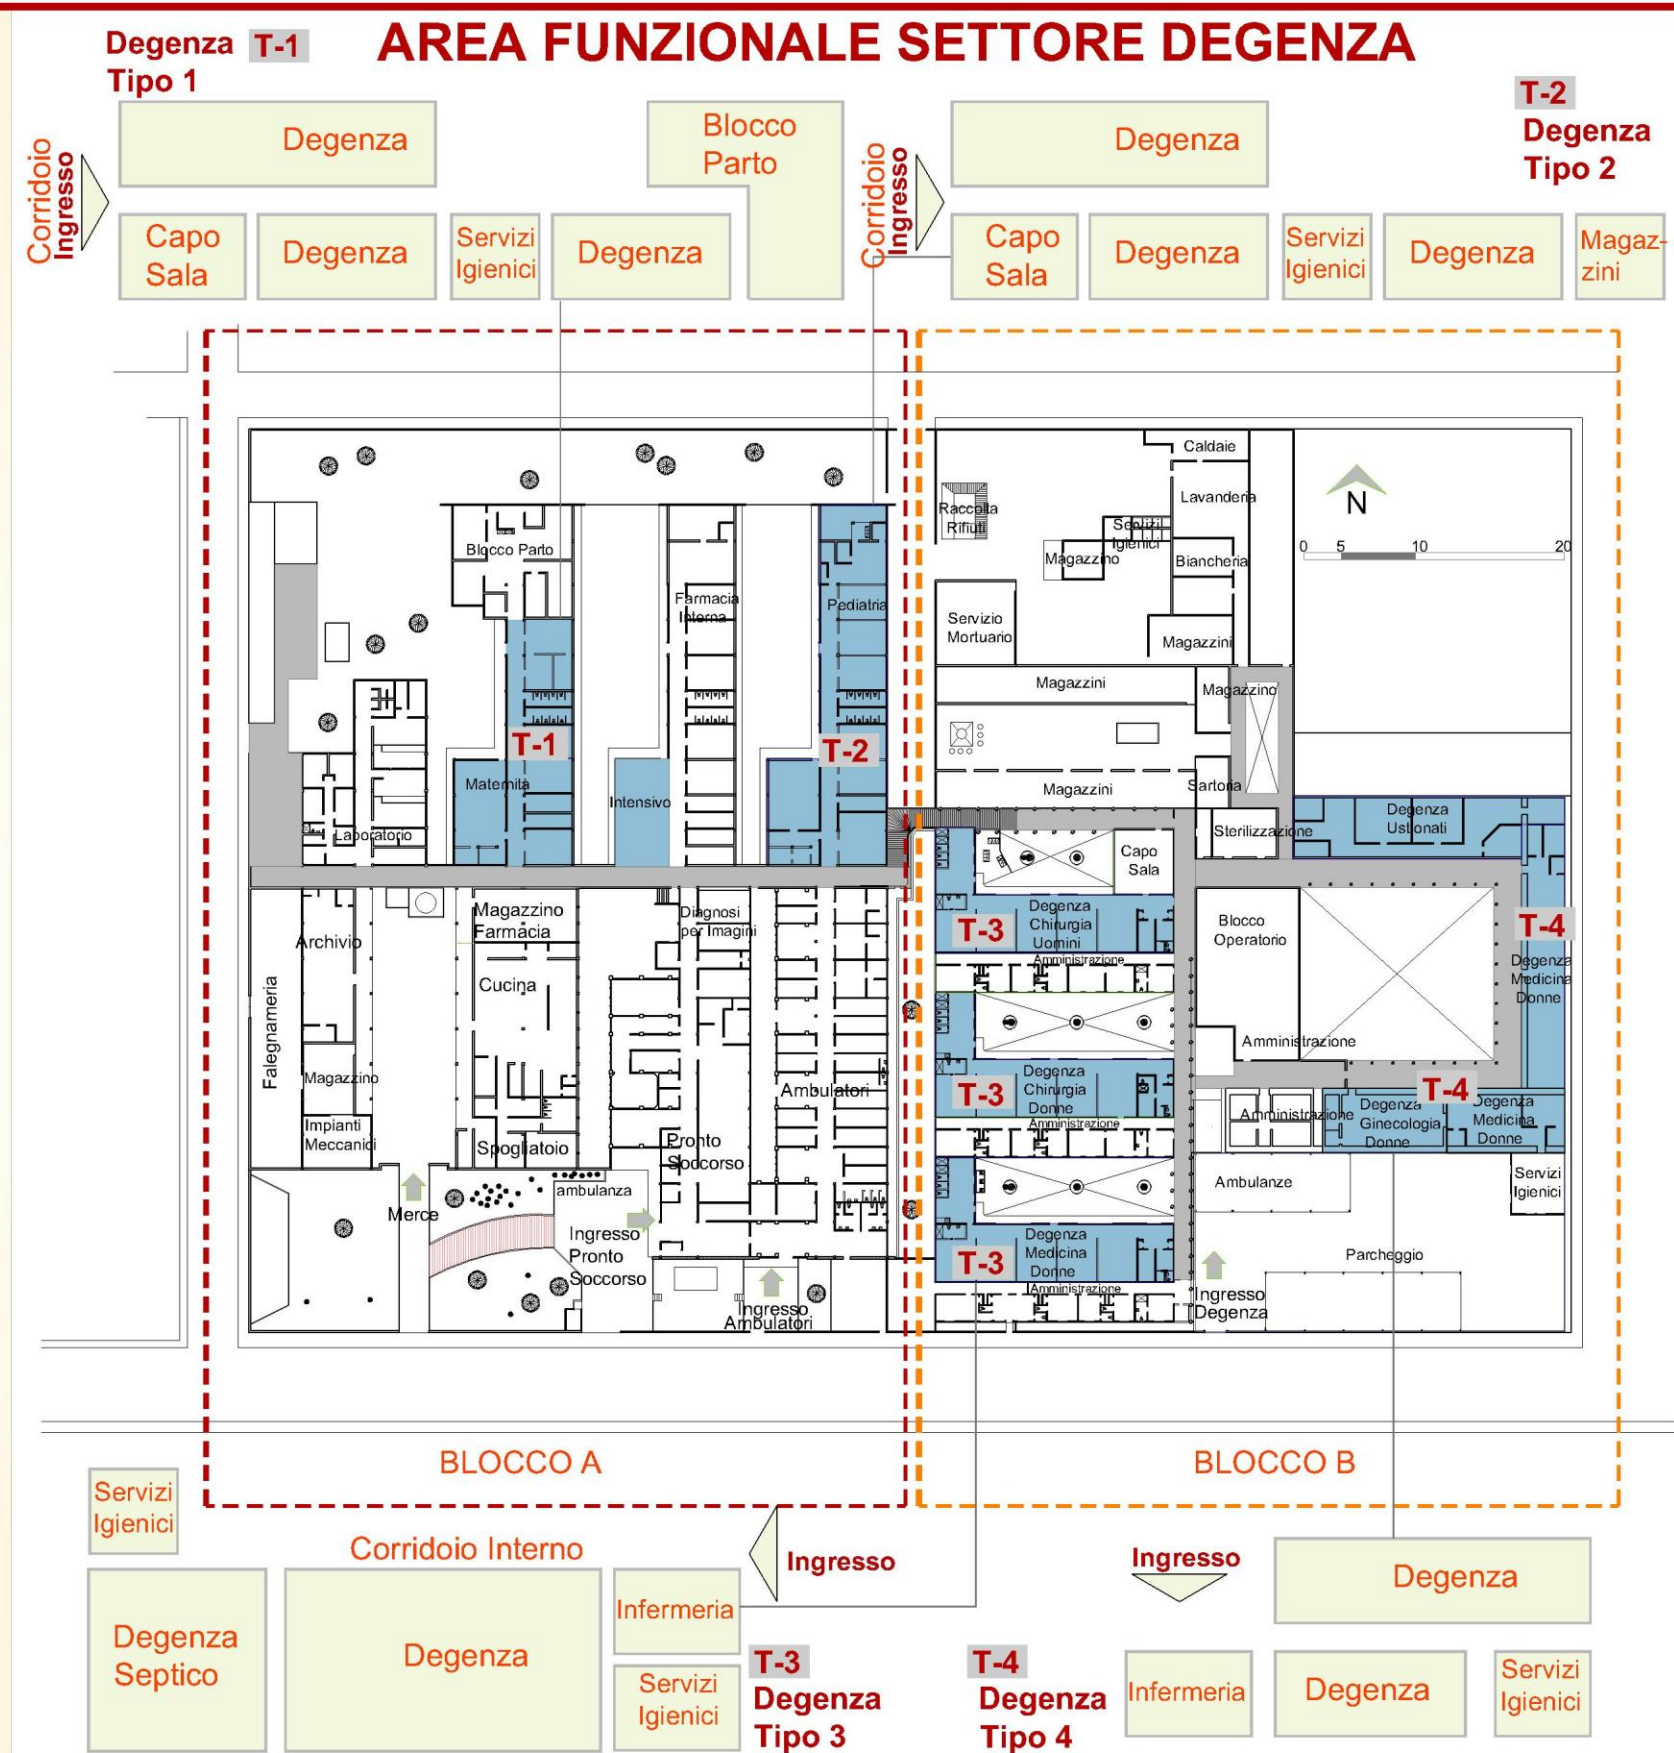 AREA FUNZIONALE SETTORE DEGENZA
Degenza T-1
Tipo 1
T-2
Degenza
Tipo 2
Corridoio
Ingresso
Degenza
Capo
Sala
Degenza
Servizi
Igienici
Degenza
Blocco
Parto
Corridoio
Ingresso
Degenza
Capo
Sala
Degenza
Servizi
Igienici
Degenza
Magaz-
zini
Blocco Parto
T-1
Maternità
Intensivo
Farmacia
Interna
Pediatria
T-2
Laboratorio
Raccolta
Rifiuti
Caldaie
Lavanderia
Servizi
Igienici
Magazzino
Biancheria
Servizio
Mortuario
Magazzini
N
0 5 10 20
Magazzini
Magazzino
Magazzini
Sartoria
Sterilizzazione
Degenza
Ustionati
Capo
Sala
Archivio
Falegnameria
Magazzino
Impianti
Meccanici
Magazzino
Farmacia
Cucina
Spogliatoio
Diagnosi
per Imagini
Ambulatori
Pronto
Soccorso
Merce
ambulanza
Ingresso
Pronto
Soccorso
Ingresso
Ambulatori
T-3
Degenza
Chirurgia
Uomini
Amministrazione
T-3
Degenza
Chirurgia
Donne
Amministrazione
T-3
Degenza
Medicina
Donne
Amministrazione
Blocco
Operatorio
Amministrazione
T-4
Degenza
Medicina
Donne
T-4
Amministrazione
Degenza
Ginecologia
Donne
Degenza
Medicina
Donne
Ambulanze
Servizi
Igienici
Parcheggio
Ingresso
Degenza
BLOCCO A
BLOCCO B
Servizi
Igienici
Corridoio Interno
Ingresso
Degenza
Septico
Degenza
Infermeria
Servizi
Igienici
T-3
Degenza
Tipo 3
T-4
Degenza
Tipo 4
Ingresso
Degenza
Infermeria
Degenza
Servizi
Igienici